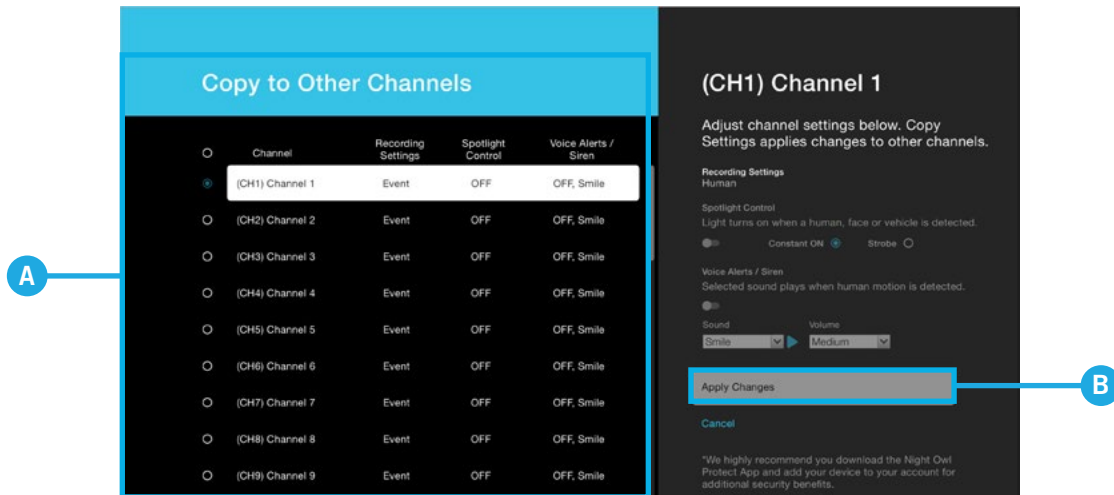 Copy to Other Channels
Channel Recording Settings Spotlight Control Voice Alerts / Siren
(CH1) Channel 1 Event OFF OFF, Smile
(CH2) Channel 2 Event OFF OFF, Smile
(CH3) Channel 3 Event OFF OFF, Smile
(CH4) Channel 4 Event OFF OFF, Smile
(CH5) Channel 5 Event OFF OFF, Smile
(CH6) Channel 6 Event OFF OFF, Smile
(CH7) Channel 7 Event OFF OFF, Smile
(CH8) Channel 8 Event OFF OFF, Smile
(CH9) Channel 9 Event OFF OFF, Smile
A
(CH1) Channel 1
Adjust channel settings below. Copy
Settings applies changes to other channels.
Recording Settings
Human
Spotlight Control
Light turns on when a human, face or vehicle is detected.
Constant ON Strobe
Voice Alerts / Siren
Selected sound plays when human motion is detected.
Sound Volume
Smile Medium
Apply Changes
B
Cancel
*We highly recommend you download the Night Owl
Protect App and add your device to your account for
additional security benefits.